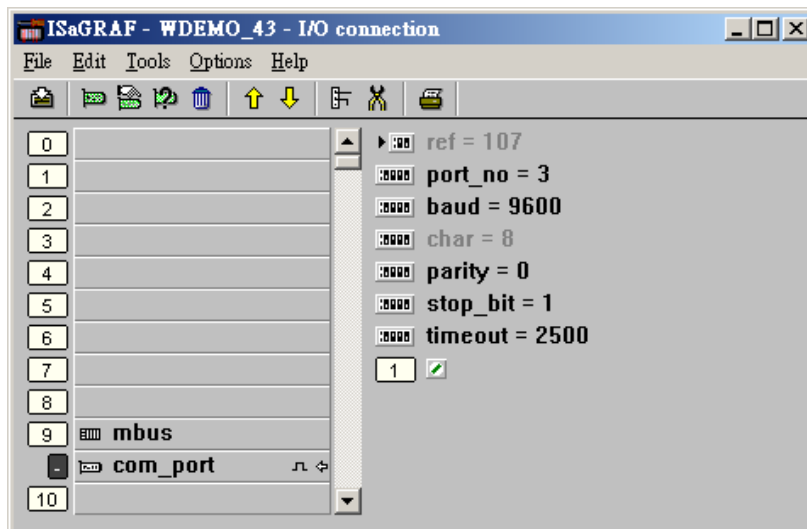 ISaGRAF - WDEMO_43 - I/O connection
File Edit Tools Options Help
0
1
2
3
4
5
6
7
8
9 mbus
- com_port
10
ref = 107
port_no = 3
baud = 9600
char = 8
parity = 0
stop_bit = 1
timeout = 2500
1